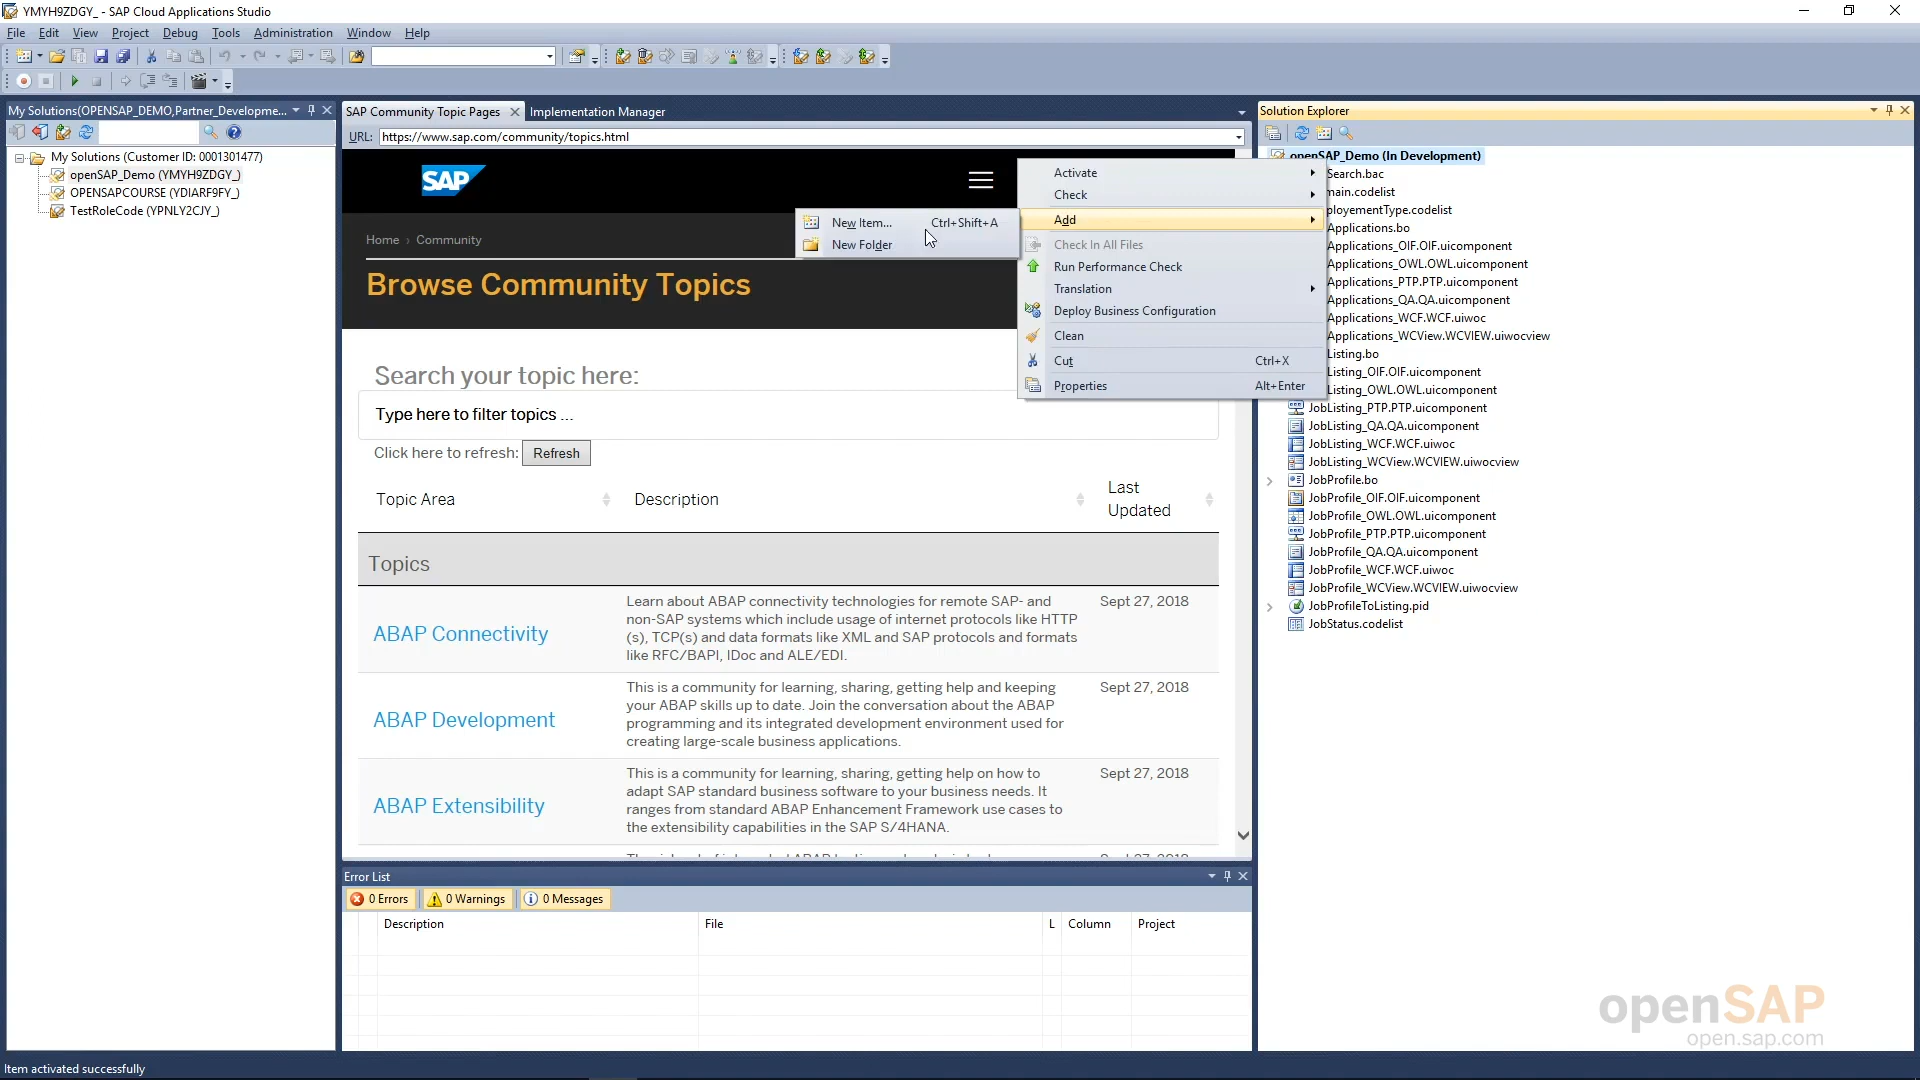 YMYH9ZDGY_ - SAP Cloud Applications Studio
File Edit View Project Debug Tools Administration Window Help
My Solutions(OPENSAP_DEMO,Partner_Developme...
My Solutions (Customer ID: 0001301477)
openSAP_Demo (YMYH9ZDGY_)
OPENSAPCOURSE (YDIARF9FY_)
TestRoleCode (YPNLY2CJY_)
SAP Community Topic Pages
Implementation Manager
URL: https://www.sap.com/community/topics.html
SAP
Home › Community
Browse Community Topics
Search your topic here:
Type here to filter topics ...
Click here to refresh: Refresh
Topic Area Description Last Updated
Topics
ABAP Connectivity
Learn about ABAP connectivity technologies for remote SAP- and
non-SAP systems which include usage of internet protocols like HTTP
(s), TCP(s) and data formats like XML and SAP protocols and formats
like RFC/BAPI, IDoc and ALE/EDI.
Sept 27, 2018
ABAP Development
This is a community for learning, sharing, getting help and keeping
your ABAP skills up to date. Join the conversation about the ABAP
programming and its integrated development environment used for
creating large-scale business applications.
Sept 27, 2018
ABAP Extensibility
This is a community for learning, sharing, getting help on how to
adapt SAP standard business software to your business needs. It
ranges from standard ABAP Enhancement Framework use cases to
the extensibility capabilities in the SAP S/4HANA.
Sept 27, 2018
New Item... Ctrl+Shift+A
New Folder
Activate
Check
Add
Check In All Files
Run Performance Check
Translation
Deploy Business Configuration
Clean
Cut Ctrl+X
Properties Alt+Enter
Error List
0 Errors 0 Warnings 0 Messages
Description File L Column Project
Solution Explorer
openSAP_Demo (In Development)
Search.bac
main.codelist
ployementType.codelist
Applications.bo
Applications_OIF.OIF.uicomponent
Applications_OWL.OWL.uicomponent
Applications_PTP.PTP.uicomponent
Applications_QA.QA.uicomponent
Applications_WCF.WCF.uiwoc
Applications_WCView.WCVIEW.uiwocview
Listing.bo
Listing_OIF.OIF.uicomponent
Listing_OWL.OWL.uicomponent
JobListing_PTP.PTP.uicomponent
JobListing_QA.QA.uicomponent
JobListing_WCF.WCF.uiwoc
JobListing_WCView.WCVIEW.uiwocview
JobProfile.bo
JobProfile_OIF.OIF.uicomponent
JobProfile_OWL.OWL.uicomponent
JobProfile_PTP.PTP.uicomponent
JobProfile_QA.QA.uicomponent
JobProfile_WCF.WCF.uiwoc
JobProfile_WCView.WCVIEW.uiwocview
JobProfileToListing.pid
JobStatus.codelist
openSAP
open.sap.com
Item activated successfully